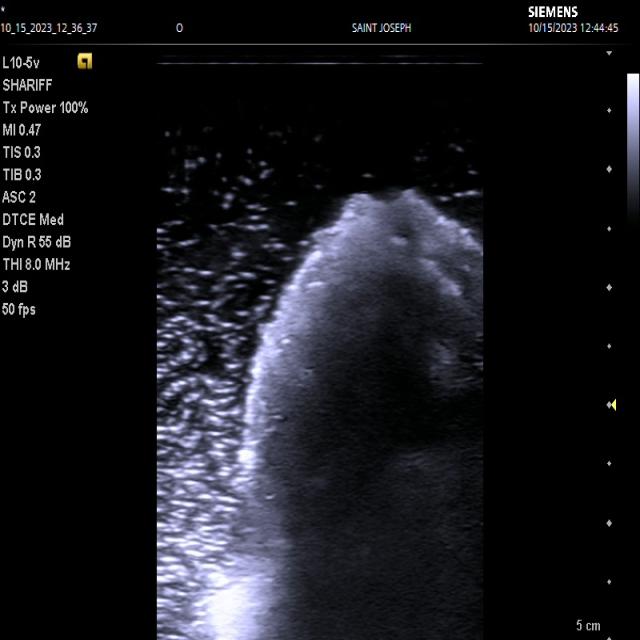 *
SIEMENS
10_15_2023_12_36_37
O
SAINT JOSEPH
10/15/2023 12:44:45
L10-5v
SHARIFF
Tx Power 100%
MI 0.47
TIS 0.3
TIB 0.3
ASC 2
DTCE Med
Dyn R 55 dB
THI 8.0 MHz
3 dB
50 fps
5 cm